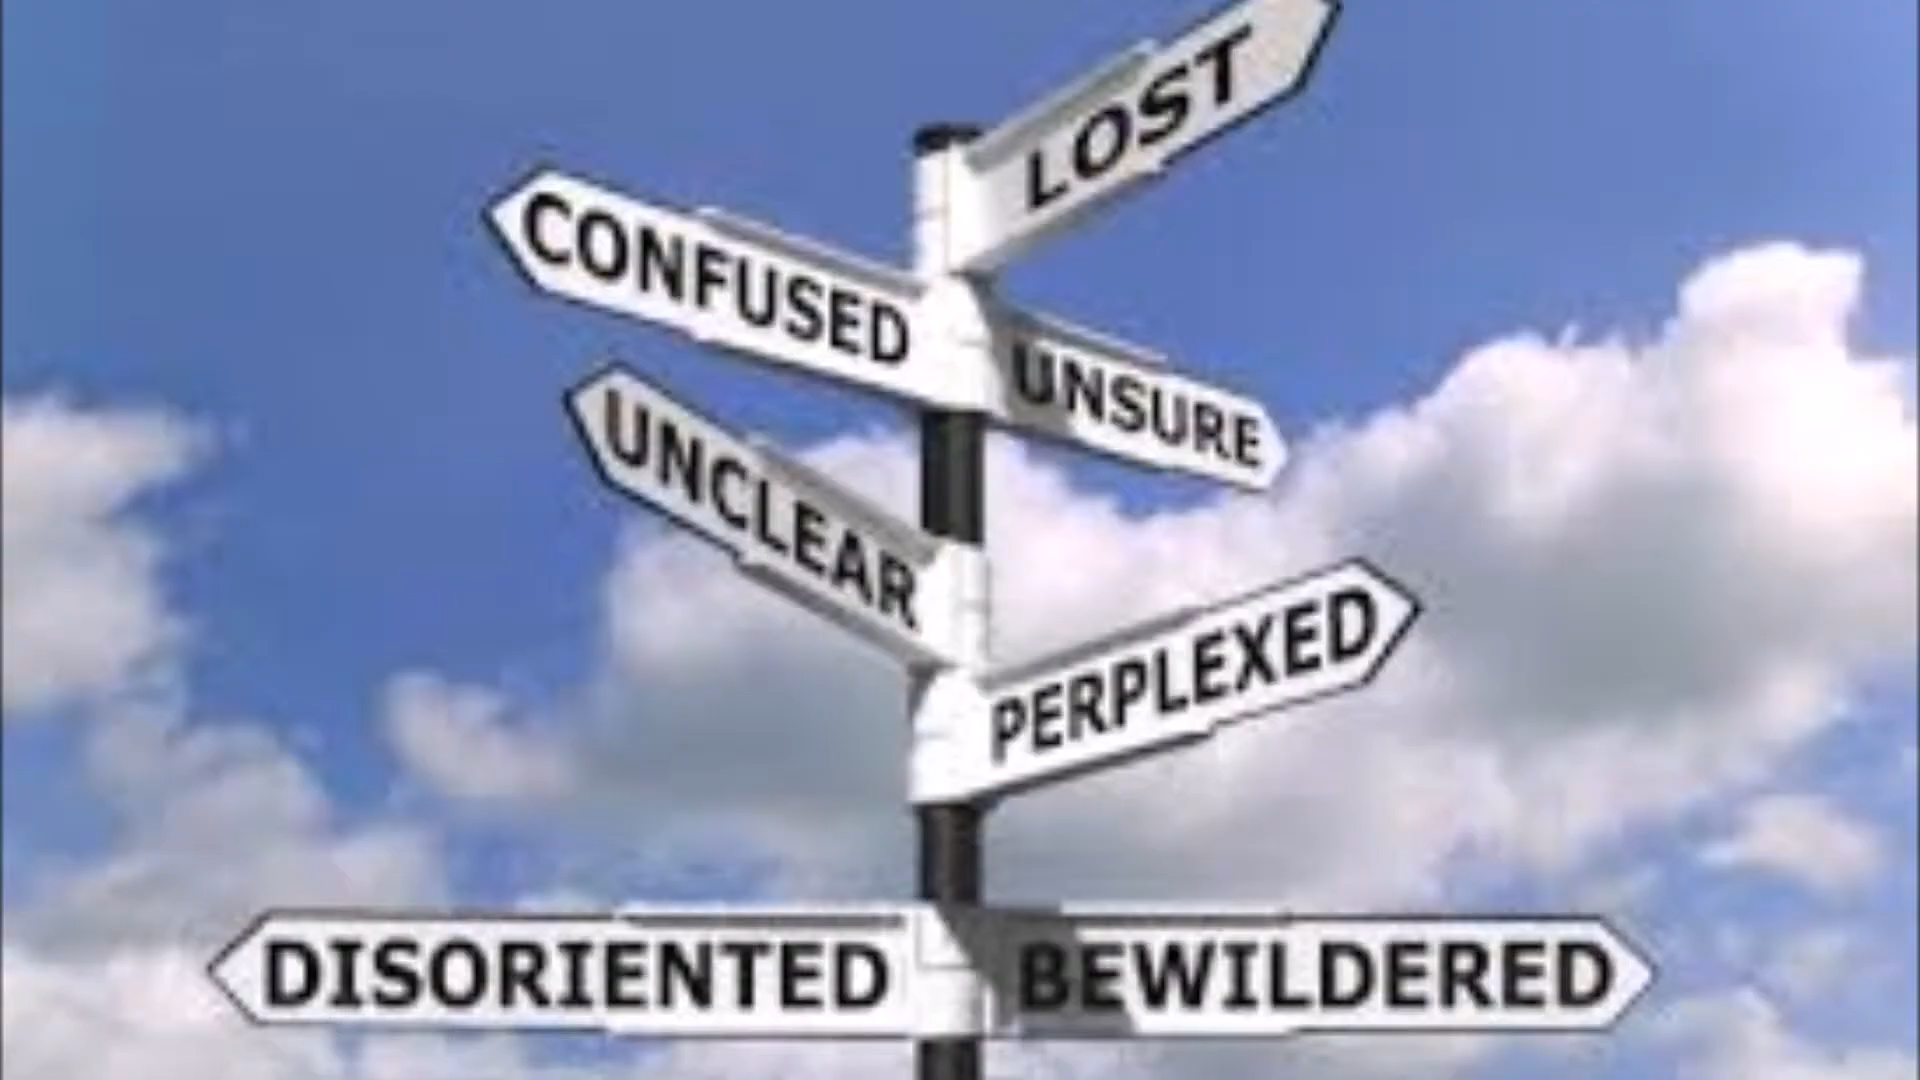 LOST
CONFUSED
UNSURE
UNCLEAR
PERPLEXED
DISORIENTED
BEWILDERED